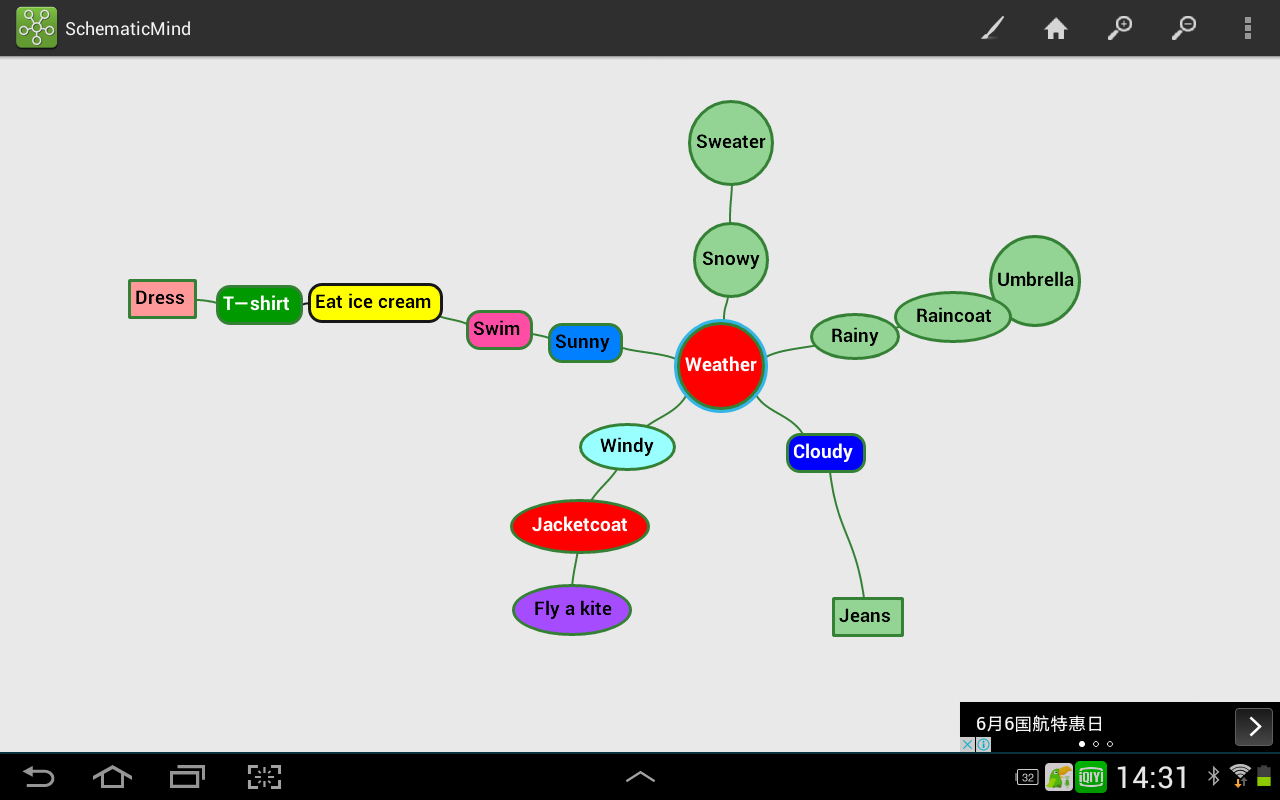 SchematicMind
Sweater
Snowy
Umbrella
Raincoat
Rainy
Weather
Dress
T—shirt
Eat ice cream
Swim
Sunny
Windy
Cloudy
Jacketcoat
Fly a kite
Jeans
6月6国航特惠日
32
iQIYI
14:31